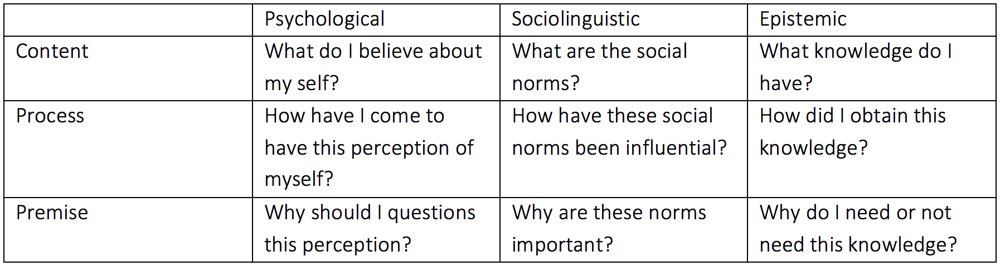 Psychological Sociolinguistic Epistemic
Content What do I believe about What are the social What knowledge do I
my self? norms? have?
Process How have I come to How have these social How did I obtain this
have this perception of norms been influential? knowledge?
myself?
Premise Why should I questions Why are these norms Why do I need or not
this perception? important? need this knowledge?